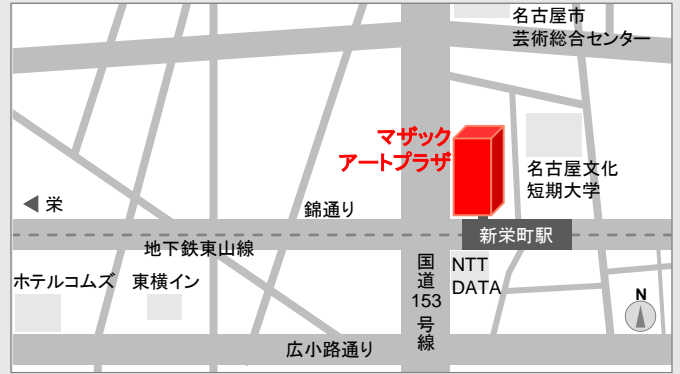 名古屋市
芸術総合センター
マザック
アートプラザ
名古屋文化
短期大学
栄
錦通り
新栄町駅
地下鉄東山線
国道153号線
NTT
DATA
ホテルコムズ
東横イン
N
広小路通り